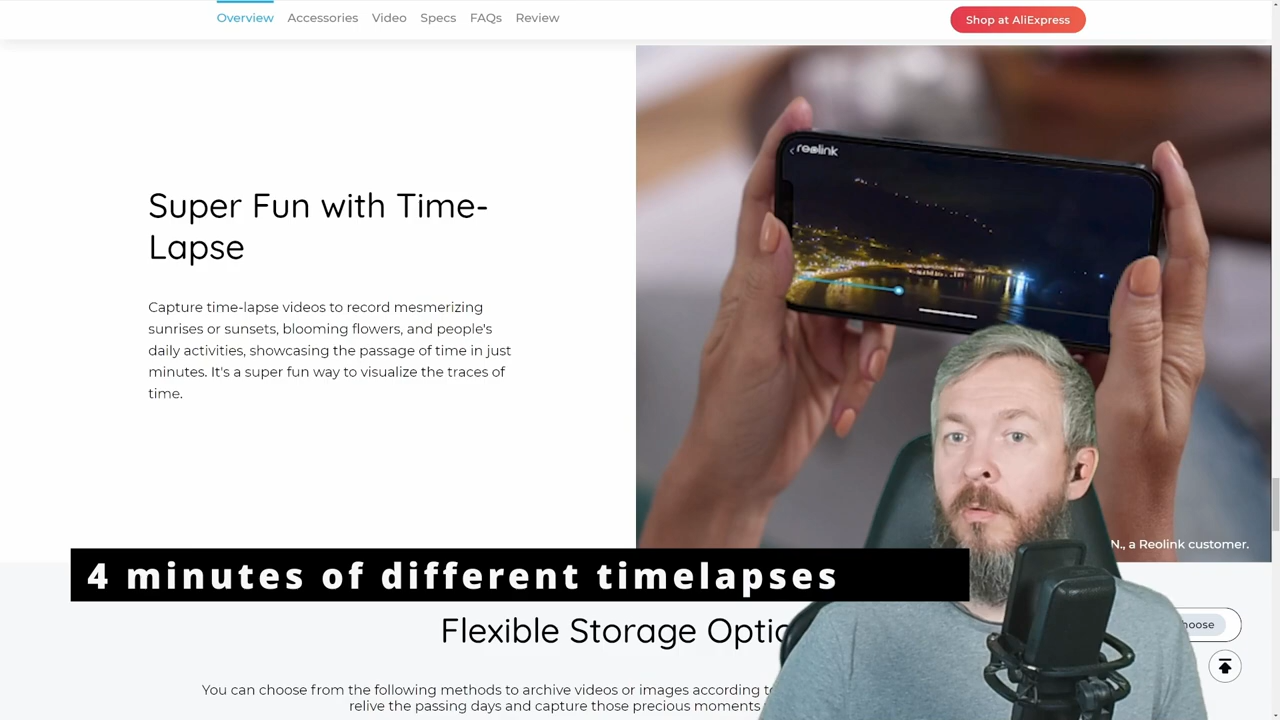 Overview Accessories Video Specs FAQs Review
Shop at AliExpress
reolink
Super Fun with Time-
Lapse
Capture time-lapse videos to record mesmerizing
sunrises or sunsets, blooming flowers, and people's
daily activities, showcasing the passage of time in just
minutes. It's a super fun way to visualize the traces of
time.
N., a Reolink customer.
4 minutes of different timelapses
Flexible Storage
You can choose from the following methods to archive videos or images according
relive the passing days and capture those precious moments